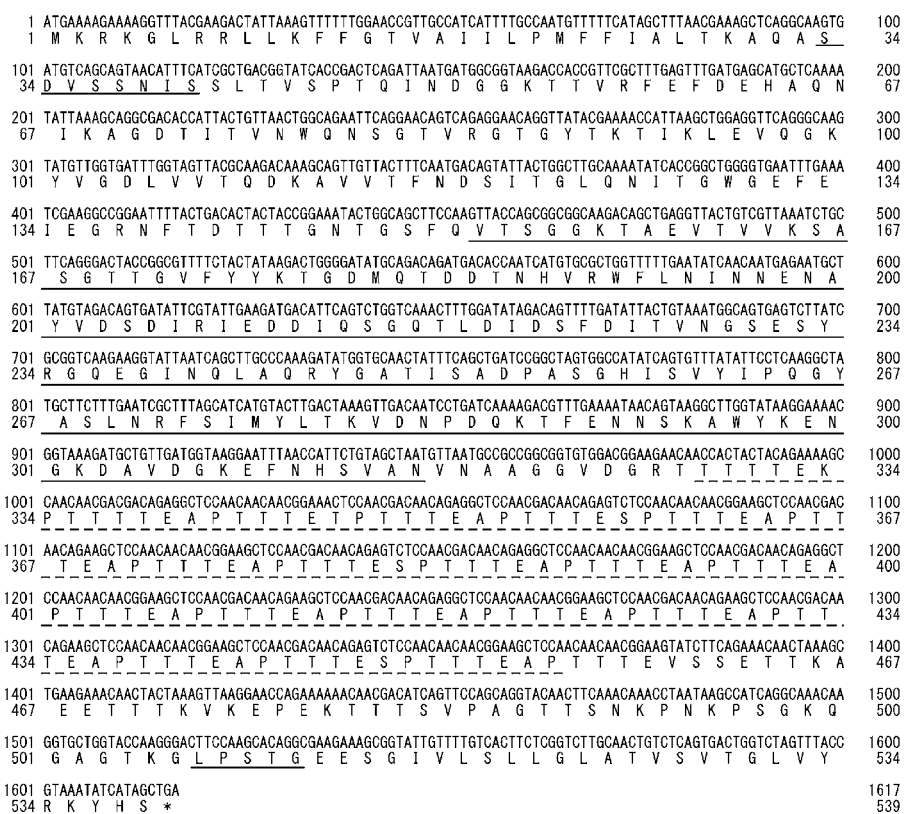 1 ATGAAAAGAAAAGGTTTACGAAGACTATTAAAGTTTTTTGGAACCGTTGCCATCATTTTGCCAATGTTTTTCATAGCTTTAACGAAAGCTCAGGCAAGTG 100
1 M K R K G L R R L L K F F G T V A I I L P M F F I A L T K A Q A S 34
101 ATGTCAGCAGTAACATTTCATCGCTGACGGTATCACCGACTCAGATTAATGATGGCGGTAAGACCACCGTTCGCTTTGAGTTTGATGAGCATGCTCAAAA 200
34 D V S S N I S S L T V S P T Q I N D G G K T T V R F E F D E H A Q N 67
201 TATTAAAGCAGGCGACACCATTACTGTTAACTGGCAGAATTCAGGAACAGTCAGAGGAACAGGTTATACGAAAACCATTAAGCTGGAGGTTCAGGGCAAG 300
67 I K A G D T I T V N W Q N S G T V R G T G Y T K T I K L E V Q G K 100
301 TATGTTGGTGATTTGGTAGTTACGCAAGACAAAGCAGTTGTTACTTTCAATGACAGTATTACTGGCTTGCAAAATATCACCGGCTGGGGTGAATTTGAAA 400
101 Y V G D L V V T Q D K A V V T F N D S I T G L Q N I T G W G E F E 134
401 TCGAAGGCCGGAATTTTACTGACACTACTACCGGAAATACTGGCAGCTTCCAAGTTACCAGCGGCGGCAAGACAGCTGAGGTTACTGTCGTTAAATCTGC 500
134 I E G R N F T D T T T G N T G S F Q V T S G G K T A E V T V V K S A 167
501 TTCAGGGACTACCGGCGTTTTCTACTATAAGACTGGGGATATGCAGACAGATGACACCAATCATGTGCGCTGGTTTTTGAATATCAACAATGAGAATGCT 600
167 S G T T G V F Y Y K T G D M Q T D D T N H V R W F L N I N N E N A 200
601 TATGTAGACAGTGATATTCGTATTGAAGATGACATTCAGTCTGGTCAAACTTTGGATATAGACAGTTTTGATATTACTGTAAATGGCAGTGAGTCTTATC 700
201 Y V D S D I R I E D D I Q S G Q T L D I D S F D I T V N G S E S Y 234
701 GCGGTCAAGAAGGTATTAATCAGCTTGCCCAAAGATATGGTGCAACTATTTCAGCTGATCCGGCTAGTGGCCATATCAGTGTTTATATTCCTCAAGGCTA 800
234 R G Q E G I N Q L A Q R Y G A T I S A D P A S G H I S V Y I P Q G Y 267
801 TGCTTCTTTGAATCGCTTTAGCATCATGTACTTGACTAAAGTTGACAATCCTGATCAAAAGACGTTTGAAAATAACAGTAAGGCTTGGTATAAGGAAAAC 900
267 A S L N R F S I M Y L T K V D N P D Q K T F E N N S K A W Y K E N 300
901 GGTAAAGATGCTGTTGATGGTAAGGAATTTAACCATTCTGTAGCTAATGTTAATGCCGCCGGCGGTGTGGACGGAAGAACAACCACTACTACAGAAAAGC 1000
301 G K D A V D G K E F N H S V A N V N A A G G V D G R T T T T T E K 334
1001 CAACAACGACGACAGAGGCTCCAACAACAACGGAAACTCCAACGACAACAGAGGCTCCAACGACAACAGAGTCTCCAACAACAACGGAAGCTCCAACGAC 1100
334 P T T T T E A P T T T E T P T T T E A P T T T E S P T T T E A P T T 367
1101 AACAGAAGCTCCAACAACAACGGAAGCTCCAACGACAACAGAGTCTCCAACGACAACAGAGGCTCCAACAACAACGGAAGCTCCAACGACAACAGAGGCT 1200
367 T E A P T T T E A P T T T E S P T T T E A P T T T E A P T T T E A 400
1201 CCAACAACAACGGAAGCTCCAACGACAACAGAAGCTCCAACGACAACAGAGGCTCCAACAACAACGGAAGCTCCAACGACAACAGAAGCTCCAACGACAA 1300
401 P T T T E A P T T T E A P T T T E A P T T T E A P T T T E A P T T 434
1301 CAGAAGCTCCAACAACAACGGAAGCTCCAACGACAACAGAGTCTCCAACAACAACGGAAGCTCCAACAACAACGGAAGTATCTTCAGAAACAACTAAAGC 1400
434 T E A P T T T E A P T T T E S P T T T E A P T T T E V S S E T T K A 467
1401 TGAAGAAACAACTACTAAAGTTAAGGAACCAGAAAAAACAACGACATCAGTTCCAGCAGGTACAACTTCAAACAAACCTAATAAGCCATCAGGCAAACAA 1500
467 E E T T T K V K E P E K T T T S V P A G T T S N K P N K P S G K Q 500
1501 GGTGCTGGTACCAAGGGACTTCCAAGCACAGGCGAAGAAAGCGGTATTGTTTTGTCACTTCTCGGTCTTGCAACTGTCTCAGTGACTGGTCTAGTTTACC 1600
501 G A G T K G L P S T G E E S G I V L S L L G L A T V S V T G L V Y 534
1601 GTAAATATCATAGCTGA 1617
534 R K Y H S * 539